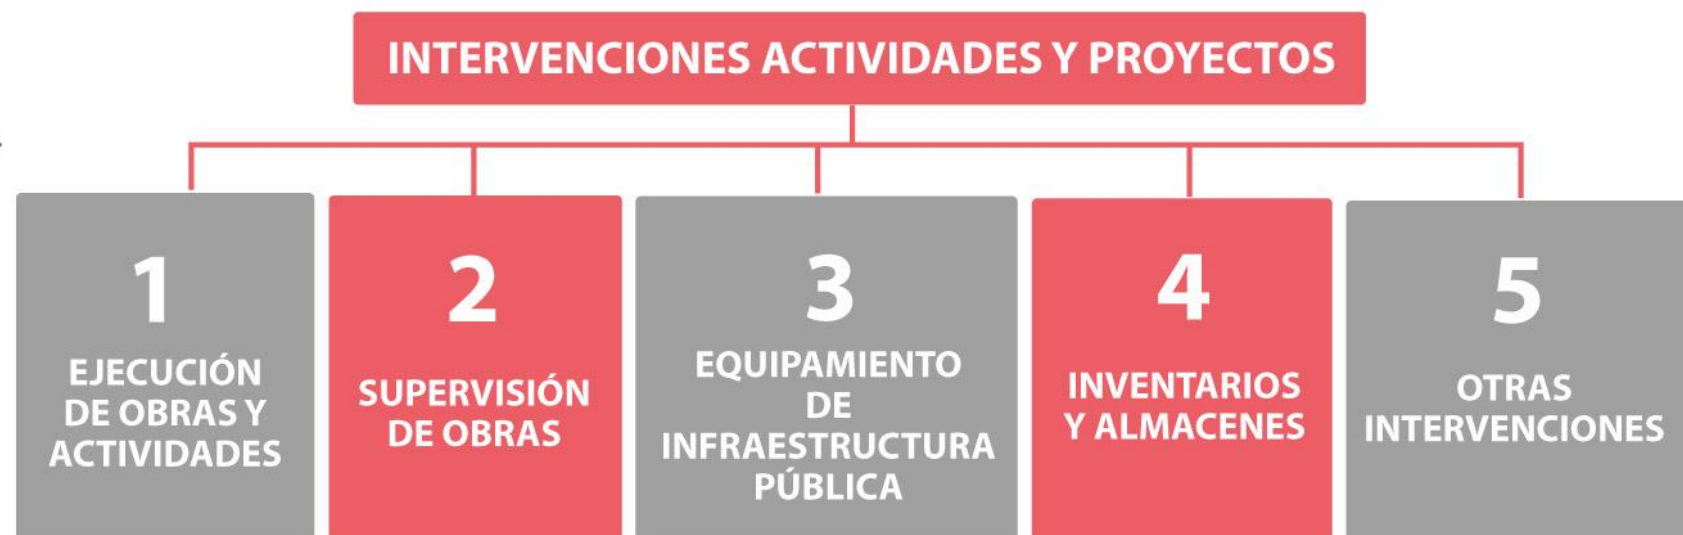 INTERVENCIONES ACTIVIDADES Y PROYECTOS
1
EJECUCIÓN
DE OBRAS Y
ACTIVIDADES
2
SUPERVISIÓN
DE OBRAS
3
EQUIPAMIENTO
DE
INFRAESTRUCTURA
PÚBLICA
4
INVENTARIOS
Y ALMACENES
5
OTRAS
INTERVENCIONES